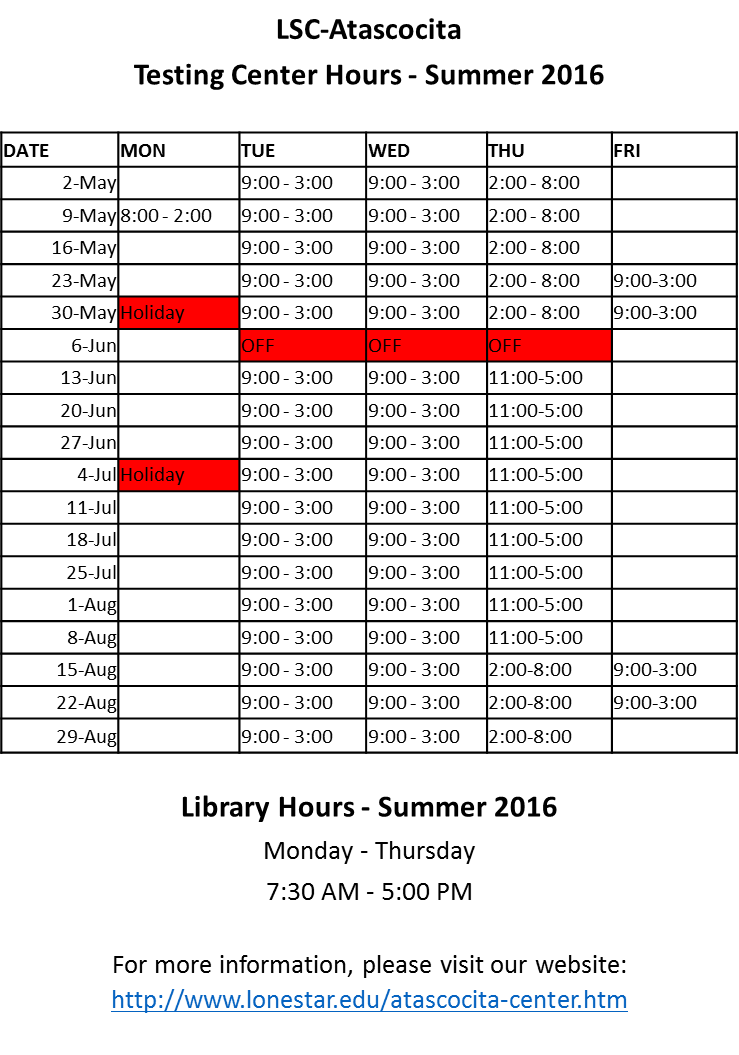 LSC-Atascocita
Testing Center Hours - Summer 2016
DATE MON TUE WED THU FRI
2-May 9:00 - 3:00 9:00 - 3:00 2:00 - 8:00
9-May 8:00 - 2:00 9:00 - 3:00 9:00 - 3:00 2:00 - 8:00
16-May 9:00 - 3:00 9:00 - 3:00 2:00 - 8:00
23-May 9:00 - 3:00 9:00 - 3:00 2:00 - 8:00 9:00-3:00
30-May Holiday 9:00 - 3:00 9:00 - 3:00 2:00 - 8:00 9:00-3:00
6-Jun OFF OFF OFF
13-Jun 9:00 - 3:00 9:00 - 3:00 11:00-5:00
20-Jun 9:00 - 3:00 9:00 - 3:00 11:00-5:00
27-Jun 9:00 - 3:00 9:00 - 3:00 11:00-5:00
4-Jul Holiday 9:00 - 3:00 9:00 - 3:00 11:00-5:00
11-Jul 9:00 - 3:00 9:00 - 3:00 11:00-5:00
18-Jul 9:00 - 3:00 9:00 - 3:00 11:00-5:00
25-Jul 9:00 - 3:00 9:00 - 3:00 11:00-5:00
1-Aug 9:00 - 3:00 9:00 - 3:00 11:00-5:00
8-Aug 9:00 - 3:00 9:00 - 3:00 11:00-5:00
15-Aug 9:00 - 3:00 9:00 - 3:00 2:00-8:00 9:00-3:00
22-Aug 9:00 - 3:00 9:00 - 3:00 2:00-8:00 9:00-3:00
29-Aug 9:00 - 3:00 9:00 - 3:00 2:00-8:00
Library Hours - Summer 2016
Monday - Thursday
7:30 AM - 5:00 PM
For more information, please visit our website:
http://www.lonestar.edu/atascocita-center.htm